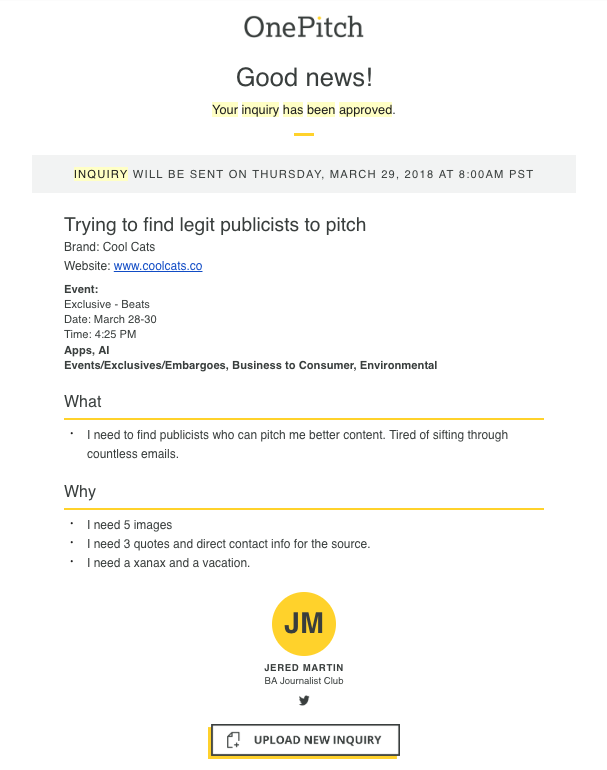 OnePitch
Good news!
Your inquiry has been approved.
INQUIRY WILL BE SENT ON THURSDAY, MARCH 29, 2018 AT 8:00AM PST
Trying to find legit publicists to pitch
Brand: Cool Cats
Website: www.coolcats.co
Event:
Exclusive - Beats
Date: March 28-30
Time: 4:25 PM
Apps, AI
Events/Exclusives/Embargoes, Business to Consumer, Environmental
What
· I need to find publicists who can pitch me better content. Tired of sifting through
countless emails.
Why
· I need 5 images
· I need 3 quotes and direct contact info for the source.
· I need a xanax and a vacation.
JM
JERED MARTIN
BA Journalist Club
UPLOAD NEW INQUIRY